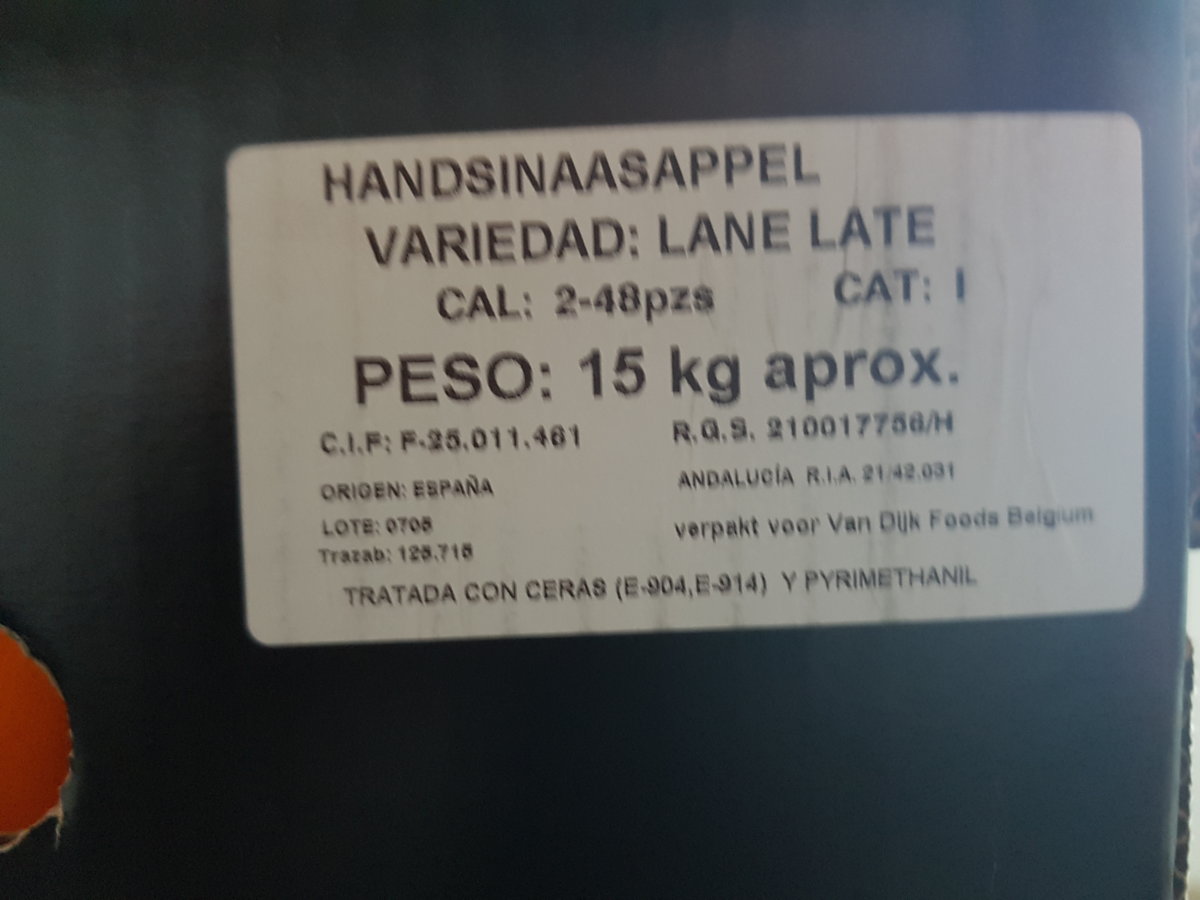 HANDSINAASAPPEL
VARIEDAD: LANE LATE
CAL: 2-48pzs CAT: I
PESO: 15 kg aprox.
C.I.F: F-25.011.461 R.G.S. 210017756/H
ORIGEN: ESPAÑA ANDALUCÍA R.I.A. 21/42.031
LOTE: 0705 verpakt voor Van Dijk Foods Belgium
Trazab: 125.715
TRATADA CON CERAS (E-904,E-914) Y PYRIMETHANIL